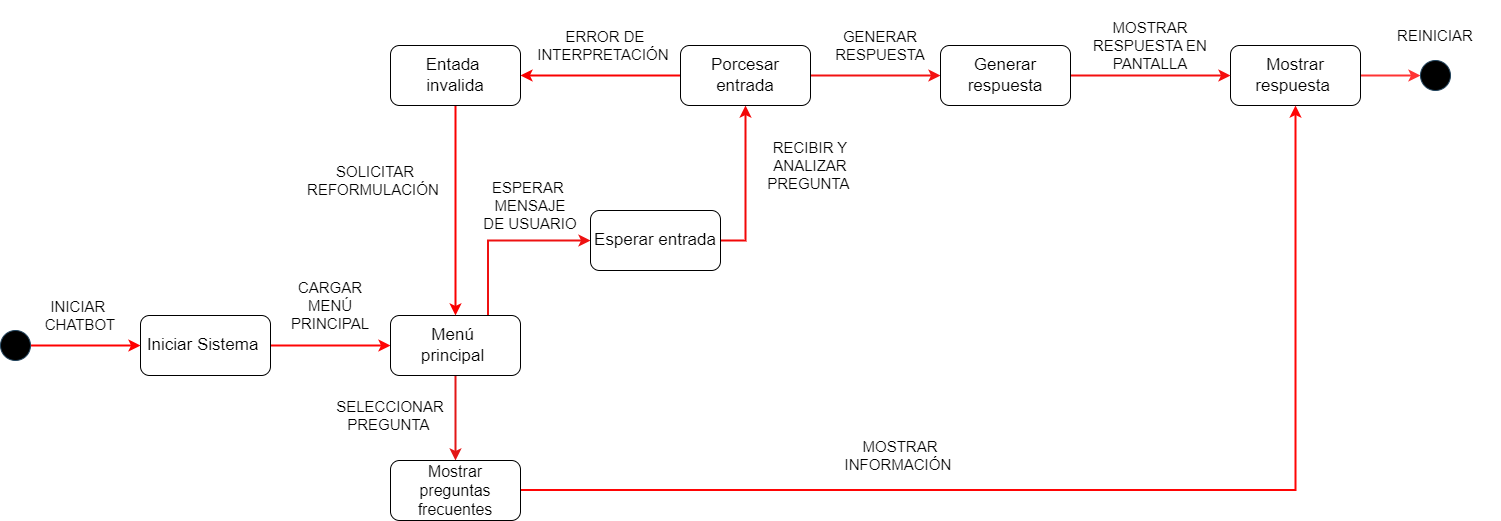 ERROR DE
INTERPRETACIÓN
GENERAR
RESPUESTA
MOSTRAR
RESPUESTA EN
PANTALLA
REINICIAR
Entada
invalida
Porcesar
entrada
Generar
respuesta
Mostrar
respuesta
SOLICITAR
REFORMULACIÓN
RECIBIR Y
ANALIZAR
PREGUNTA
ESPERAR
MENSAJE
DE USUARIO
Esperar entrada
INICIAR
CHATBOT
CARGAR
MENÚ
PRINCIPAL
Iniciar Sistema
Menú
principal
SELECCIONAR
PREGUNTA
MOSTRAR
INFORMACIÓN
Mostrar
preguntas
frecuentes